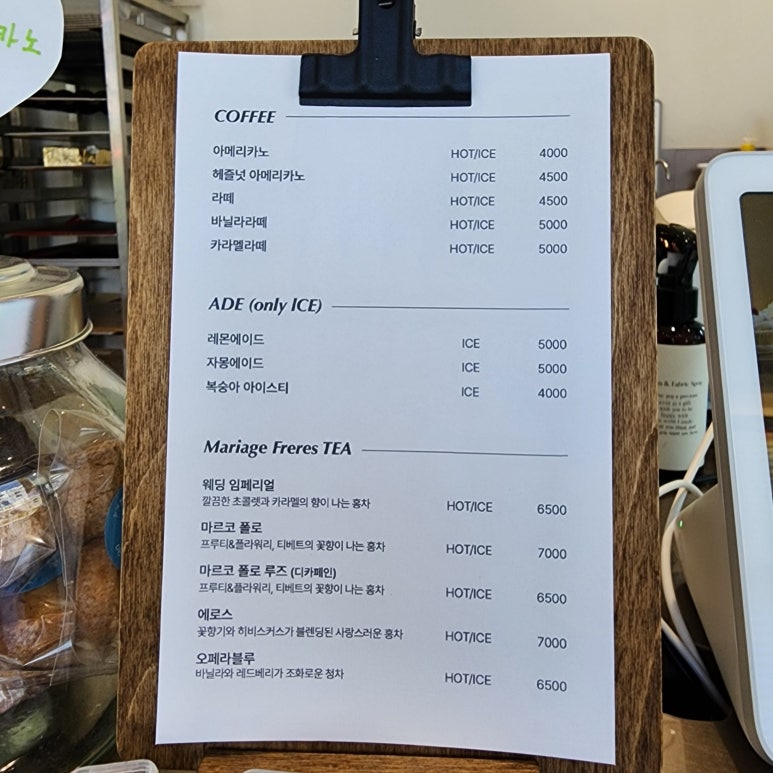 카노
COFFEE
아메리카노 HOT/ICE 4000
헤즐넛 아메리카노 HOT/ICE 4500
라떼 HOT/ICE 4500
바닐라라떼 HOT/ICE 5000
카라멜라떼 HOT/ICE 5000
ADE (only ICE)
레몬에이드 ICE 5000
자몽에이드 ICE 5000
복숭아 아이스티 ICE 4000
Mariage Freres TEA
웨딩 임페리얼
깔끔한 초콜렛과 카라멜의 향이 나는 홍차 HOT/ICE 6500
마르코 폴로
프루티&플라워리, 티베트의 꽃향이 나는 홍차 HOT/ICE 7000
마르코 폴로 루즈 (디카페인)
프루티&플라워리, 티베트의 꽃향이 나는 홍차 HOT/ICE 6500
에로스
꽃향기와 히비스커스가 블렌딩된 사랑스러운 홍차 HOT/ICE 7000
오페라블루
바닐라와 레드베리가 조화로운 청차 HOT/ICE 6500
& Fabric Spray